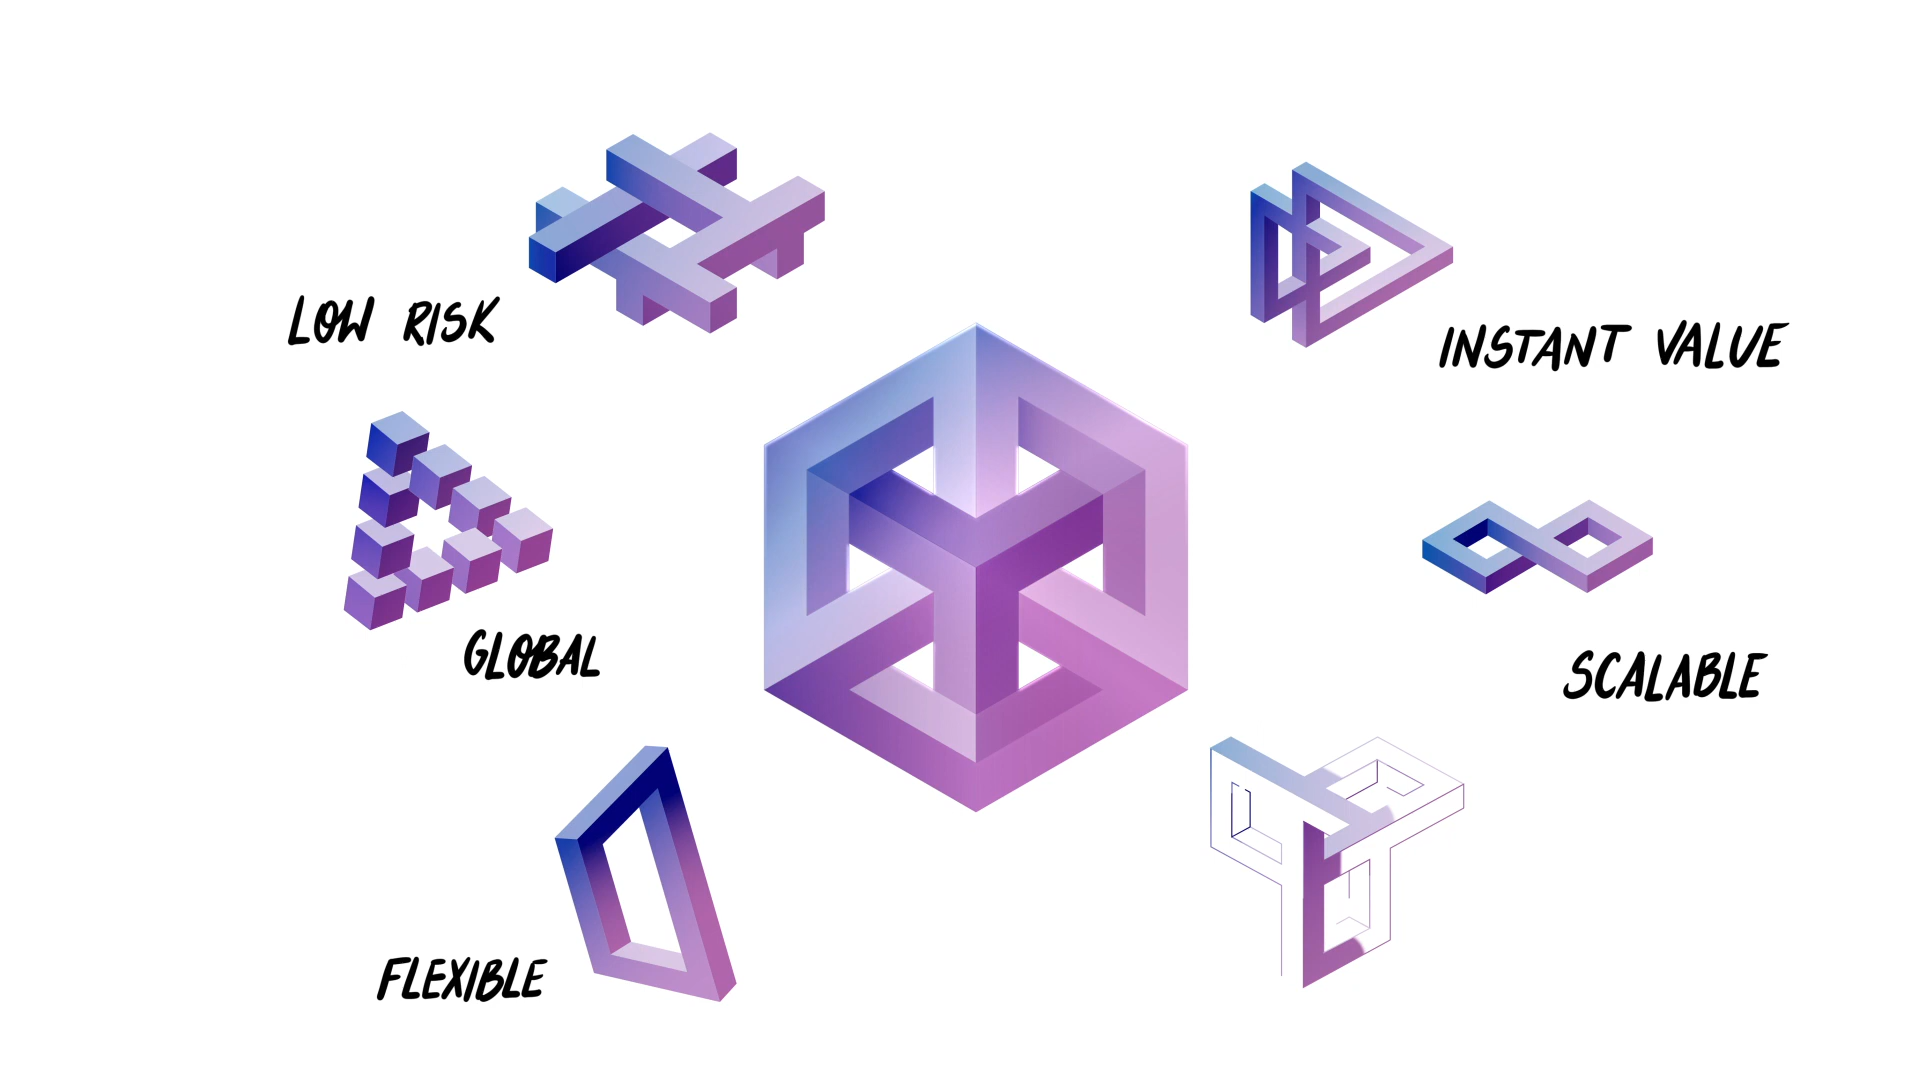 LOW RISK
INSTANT VALUE
GLOBAL
SCALABLE
FLEXIBLE